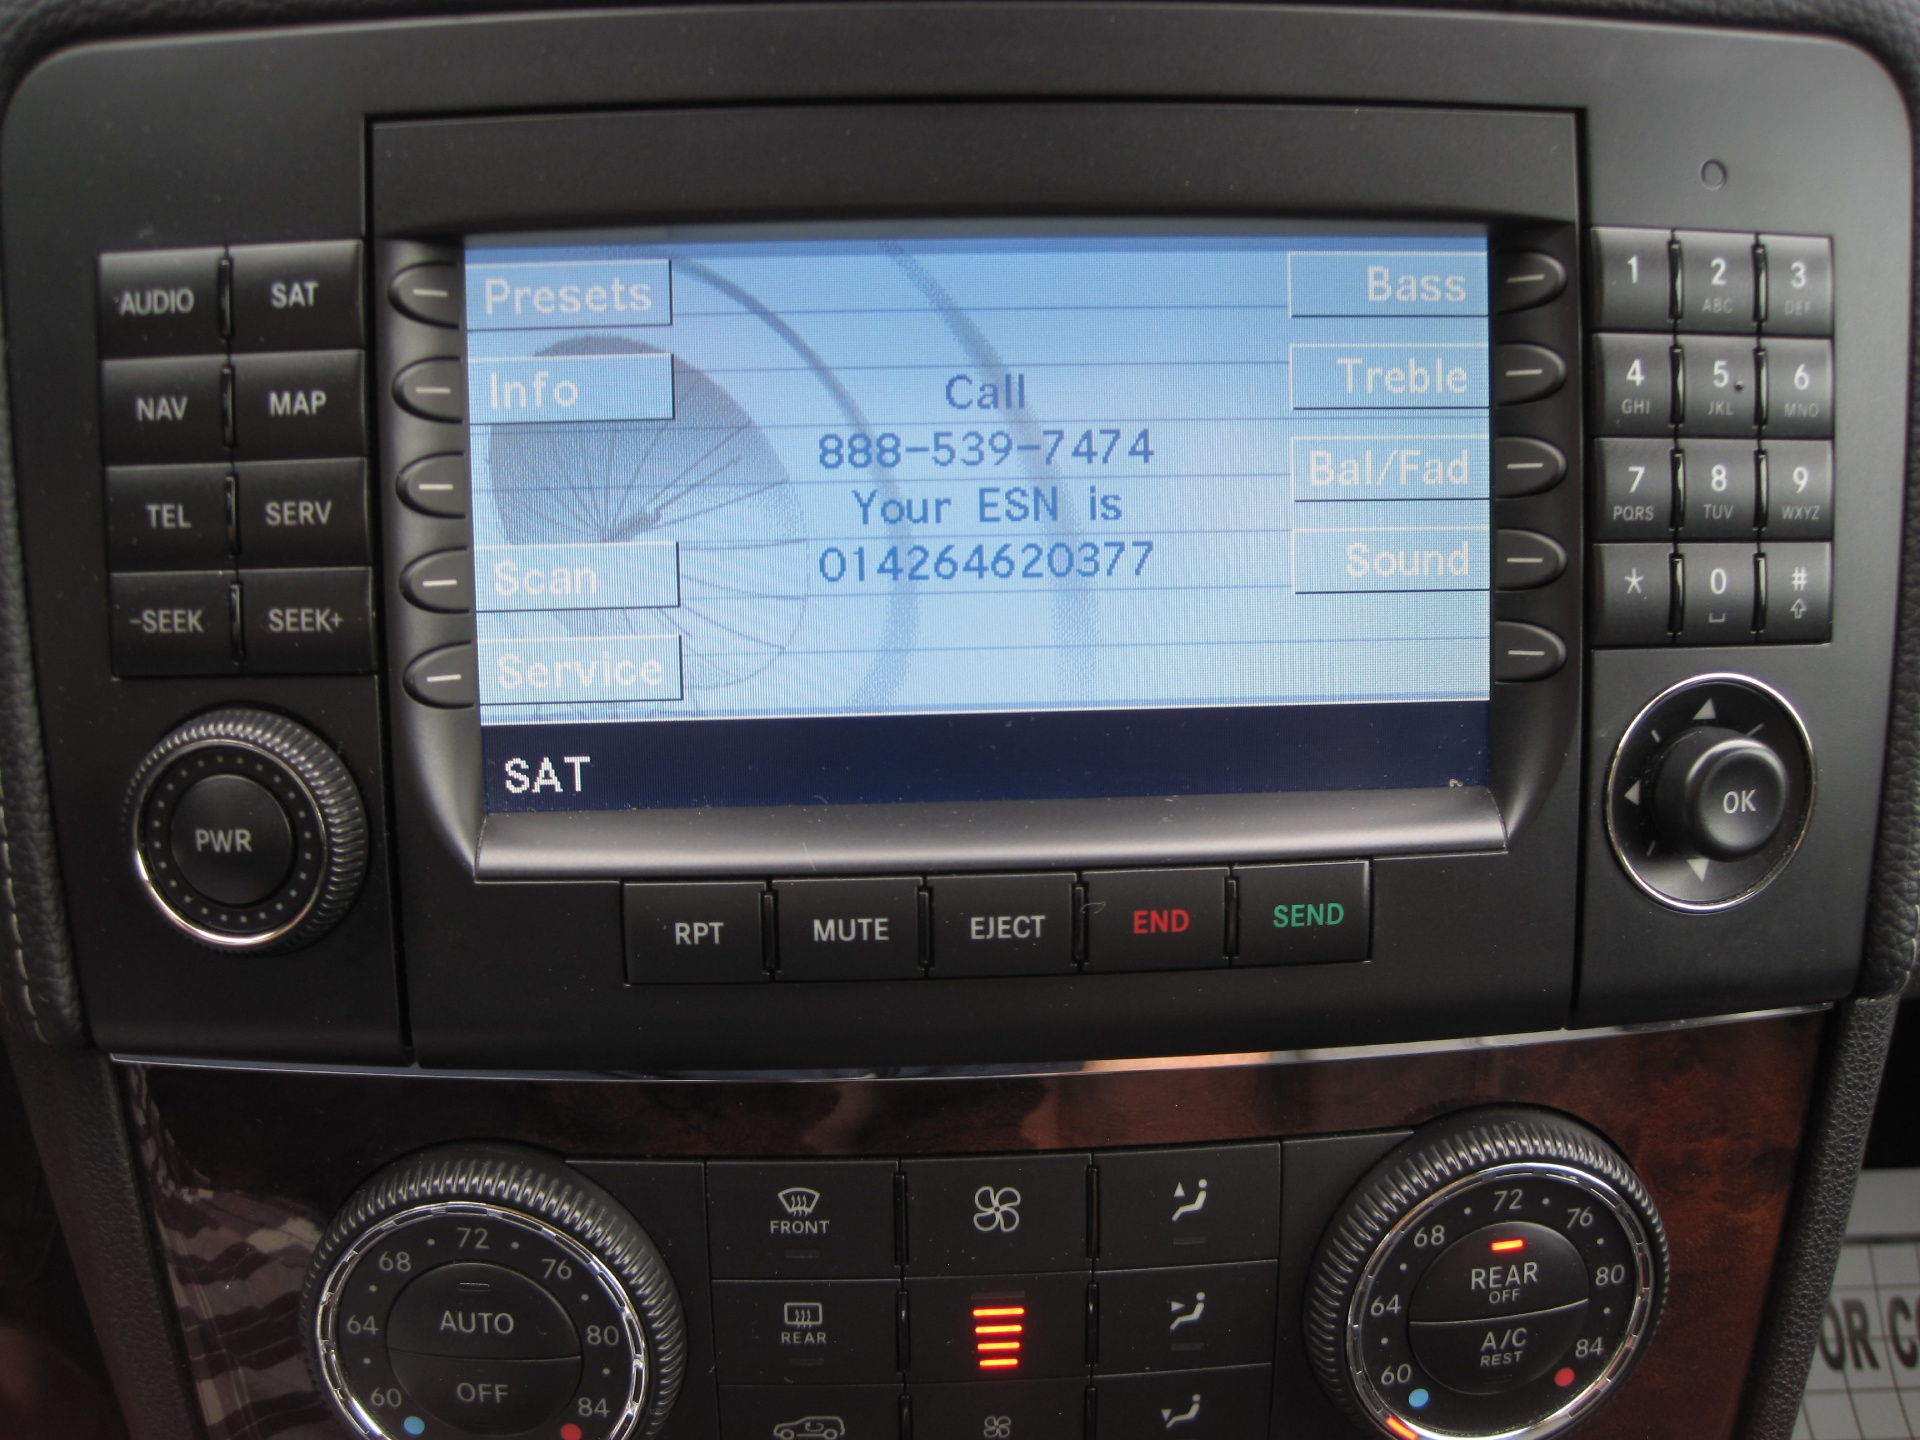 AUDIO SAT
NAV MAP
TEL SERV
-SEEK SEEK+
PWR
Presets
Info
Scan
Service
Call
888-539-7474
Your ESN is
014264620377
Bass
Treble
Bal/Fad
Sound
SAT
1 2 3
ABC DEF
4 5 6
GHI JKL MNO
7 8 9
PQRS TUV WXYZ
* 0 #
OK
RPT MUTE EJECT END SEND
60 64 68 72 76 80 84
AUTO
OFF
FRONT
REAR
60 64 68 72 76 80 84
REAR
OFF
A/C
REST
OR